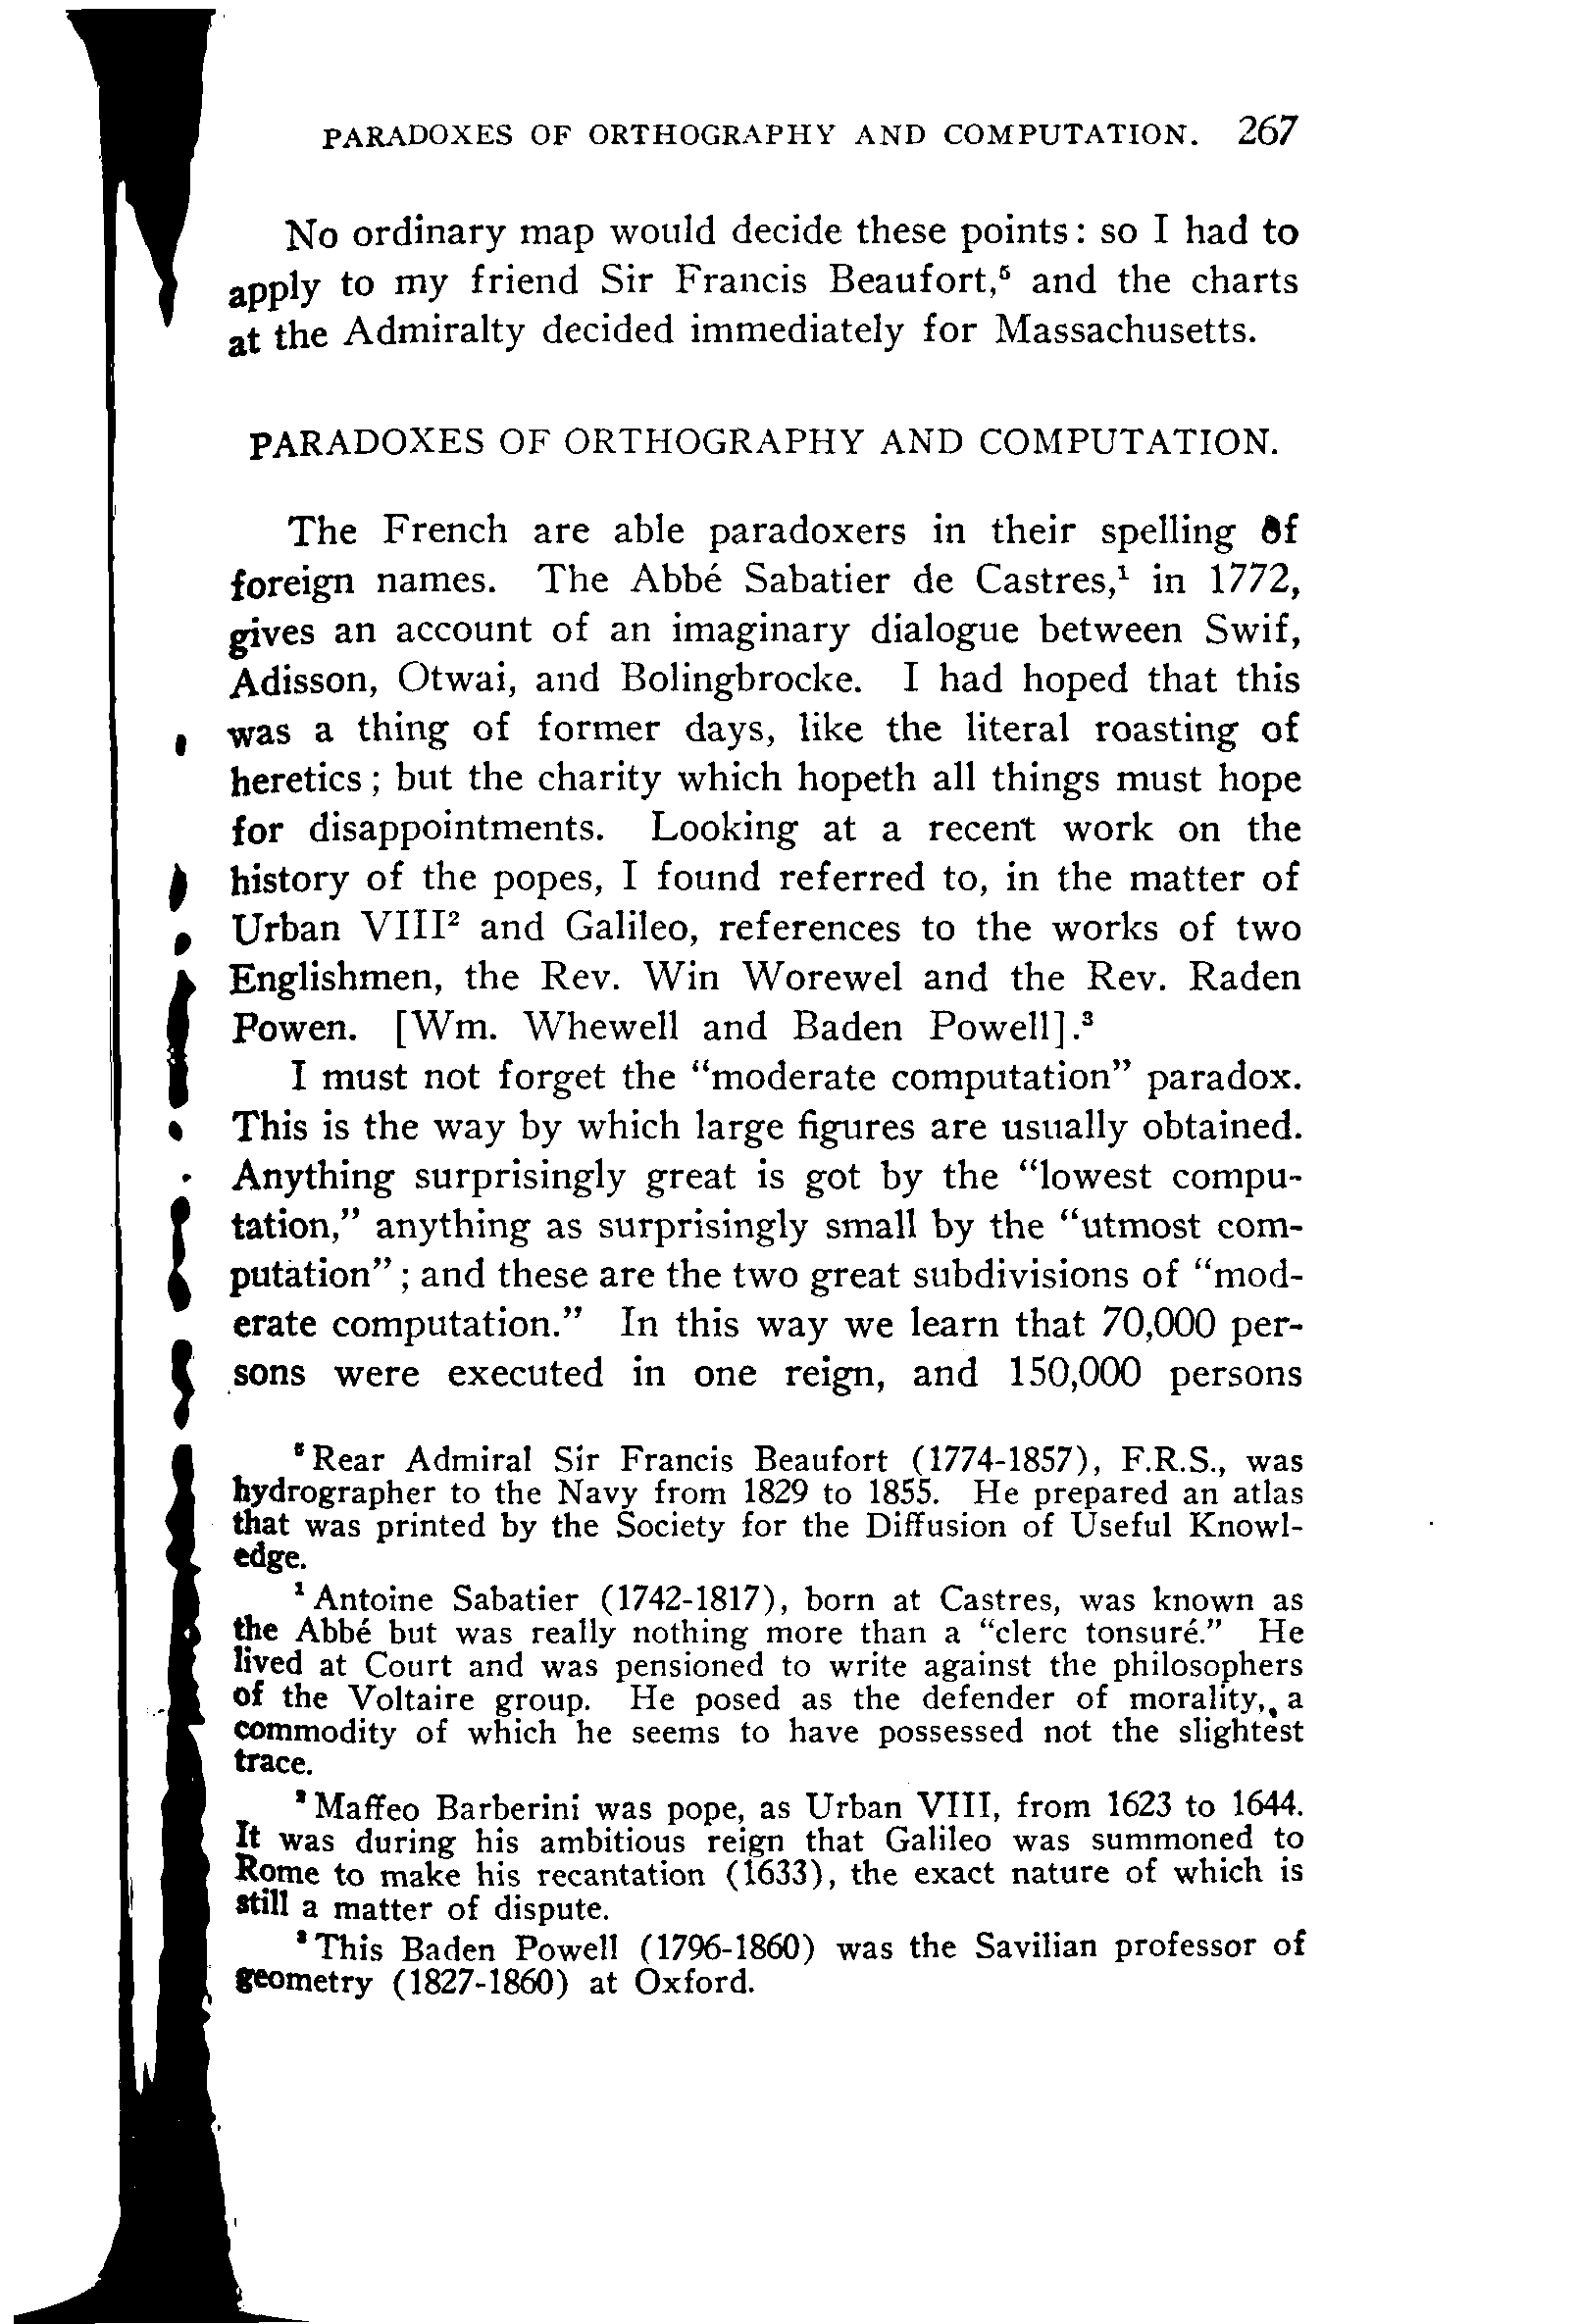 PARADOXES OF ORTHOGRAPHY AND COMPUTATION. 267
No ordinary map would decide these points: so I had to
apply to my friend Sir Francis Beaufort,⁵ and the charts
at the Admiralty decided immediately for Massachusetts.
PARADOXES OF ORTHOGRAPHY AND COMPUTATION.
The French are able paradoxers in their spelling of
foreign names. The Abbé Sabatier de Castres,¹ in 1772,
gives an account of an imaginary dialogue between Swif,
Adisson, Otwai, and Bolingbrocke. I had hoped that this
was a thing of former days, like the literal roasting of
heretics; but the charity which hopeth all things must hope
for disappointments. Looking at a recent work on the
history of the popes, I found referred to, in the matter of
Urban VIII² and Galileo, references to the works of two
Englishmen, the Rev. Win Worewel and the Rev. Raden
Powen. [Wm. Whewell and Baden Powell].³
I must not forget the "moderate computation" paradox.
This is the way by which large figures are usually obtained.
Anything surprisingly great is got by the "lowest compu-
tation," anything as surprisingly small by the "utmost com-
putation"; and these are the two great subdivisions of "mod-
erate computation." In this way we learn that 70,000 per-
sons were executed in one reign, and 150,000 persons
⁵ Rear Admiral Sir Francis Beaufort (1774-1857), F.R.S., was
hydrographer to the Navy from 1829 to 1855. He prepared an atlas
that was printed by the Society for the Diffusion of Useful Knowl-
edge.
¹ Antoine Sabatier (1742-1817), born at Castres, was known as
the Abbé but was really nothing more than a "clerc tonsuré." He
lived at Court and was pensioned to write against the philosophers
of the Voltaire group. He posed as the defender of morality, a
commodity of which he seems to have possessed not the slightest
trace.
² Maffeo Barberini was pope, as Urban VIII, from 1623 to 1644.
It was during his ambitious reign that Galileo was summoned to
Rome to make his recantation (1633), the exact nature of which is
still a matter of dispute.
³ This Baden Powell (1796-1860) was the Savilian professor of
geometry (1827-1860) at Oxford.